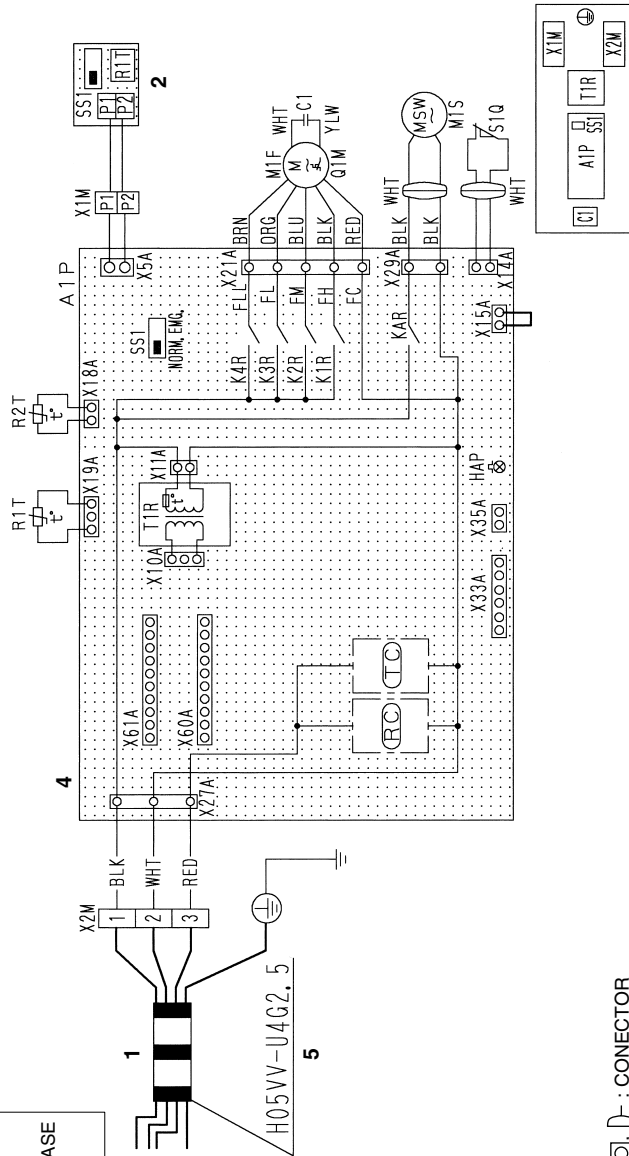 ASE
H05VV-U4G2.5
5
1
X2M
1
2
3
BLK
WHT
RED
4
X27A
X61A
X60A
X10A
T1R
t°
X11A
R1T
t°
X19A
R2T
t°
X18A
A1P
SS1
NORM. EMG.
X5A
X1M
P1
P2
SS1
P1
P2
R1T
2
RC
TC
X33A
X35A
HAP
X15A
X14A
K4R
K3R
K2R
K1R
KAR
FLL
FL
FM
FH
FC
X21A
BRN
ORG
BLU
BLK
RED
M1F
M
Q1M
WHT
C1
YLW
X29A
BLK
BLK
WHT
MSW
M1S
WHT
S1Q
C1
A1P
SS1
T1R
X1M
X2M
: CONECTOR